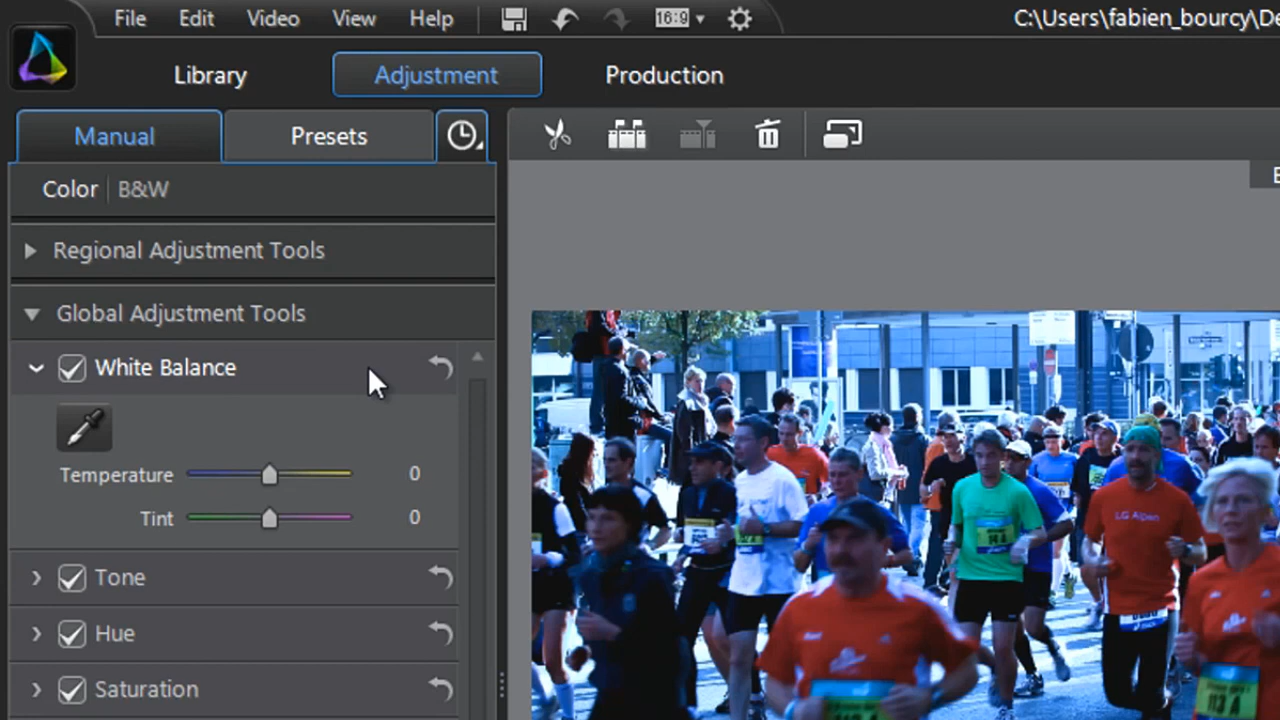 File Edit Video View Help 16:9 C:\Users\fabien_bourcy\De
Library Adjustment Production
Manual Presets
Color B&W
Regional Adjustment Tools
Global Adjustment Tools
White Balance
Temperature 0
Tint 0
Tone
Hue
Saturation
LG Alpen
113 A